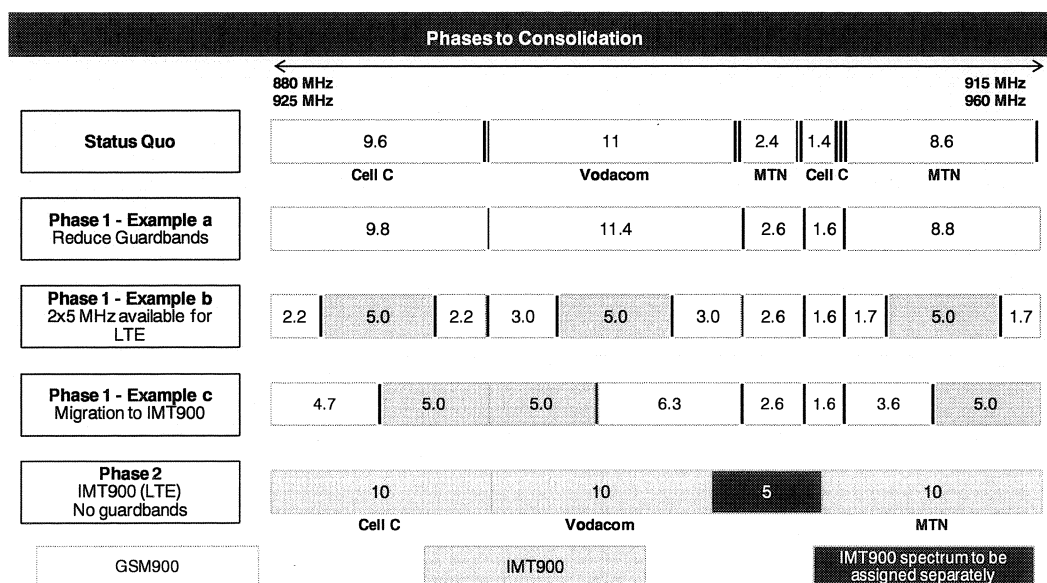 Phases to Consolidation
880 MHz
925 MHz
915 MHz
960 MHz
Status Quo
9.6
11
2.4
1.4
8.6
Cell C
Vodacom
MTN
Cell C
MTN
Phase 1 - Example a
Reduce Guardbands
9.8
11.4
2.6
1.6
8.8
Phase 1 - Example b
2x5 MHz available for
LTE
2.2
5.0
2.2
3.0
5.0
3.0
2.6
1.6
1.7
5.0
1.7
Phase 1 - Example c
Migration to IMT900
4.7
5.0
5.0
6.3
2.6
1.6
3.6
5.0
Phase 2
IMT900 (LTE)
No guardbands
10
10
5
10
Cell C
Vodacom
MTN
GSM900
IMT900
IMT900 spectrum to be
assigned separately